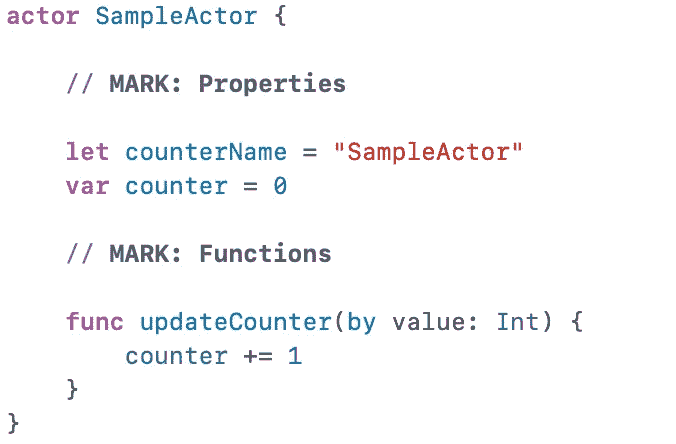 actor SampleActor {
// MARK: Properties
let counterName = "SampleActor"
var counter = 0
// MARK: Functions
func updateCounter(by value: Int) {
counter += 1
}
}